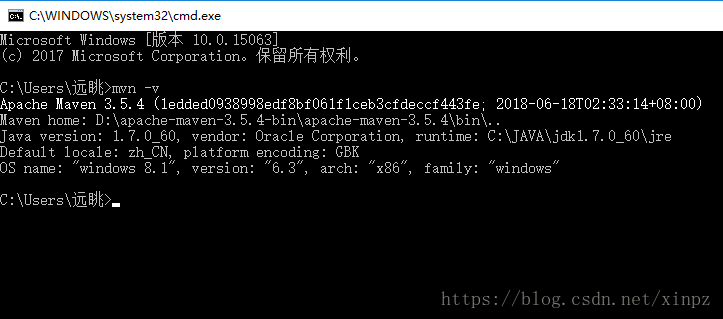 C:\WINDOWS\system32\cmd.exe
Microsoft Windows [版本 10.0.15063]
(c) 2017 Microsoft Corporation。保留所有权利。
C:\Users\远眺>mvn -v
Apache Maven 3.5.4 (1edded0938998edf8bf061f1ceb3cfdeccf443fe; 2018-06-18T02:33:14+08:00)
Maven home: D:\apache-maven-3.5.4-bin\apache-maven-3.5.4\bin\..
Java version: 1.7.0_60, vendor: Oracle Corporation, runtime: C:\JAVA\jdk1.7.0_60\jre
Default locale: zh_CN, platform encoding: GBK
OS name: "windows 8.1", version: "6.3", arch: "x86", family: "windows"
C:\Users\远眺>
https://blog.csdn.net/xinpz